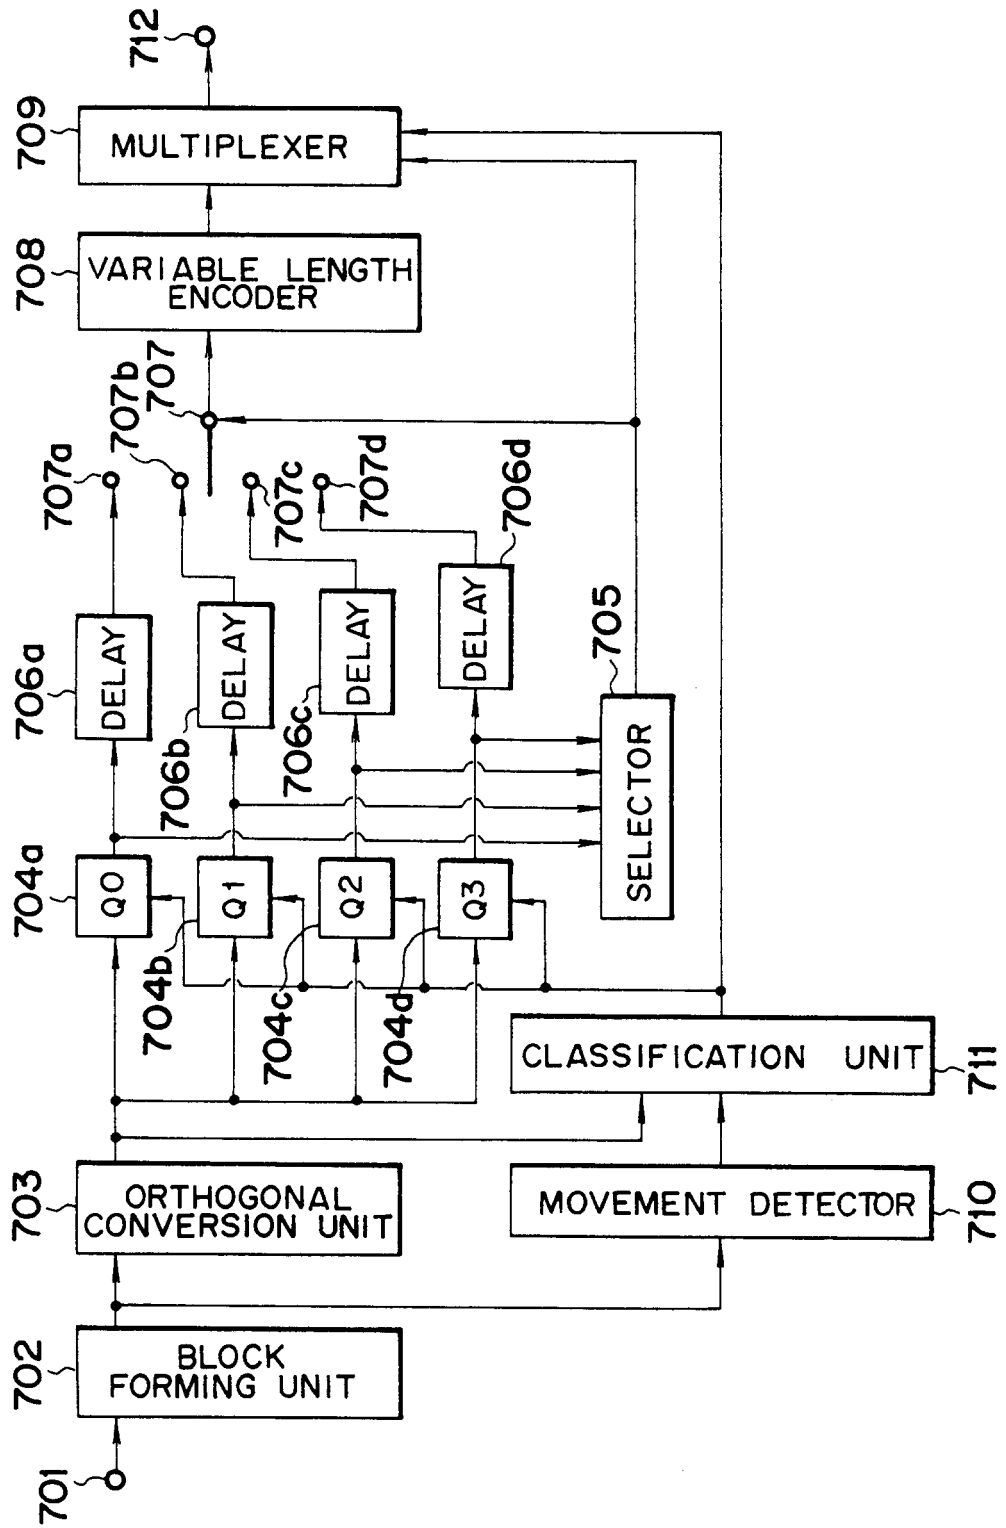 701
702
BLOCK
FORMING UNIT
703
ORTHOGONAL
CONVERSION UNIT
704a
Q0
704b
Q1
704c
Q2
704d
Q3
706a
DELAY
706b
DELAY
706c
DELAY
706d
DELAY
707a
707b
707
707c
707d
708
VARIABLE LENGTH
ENCODER
709
MULTIPLEXER
712
705
SELECTOR
710
MOVEMENT DETECTOR
711
CLASSIFICATION UNIT